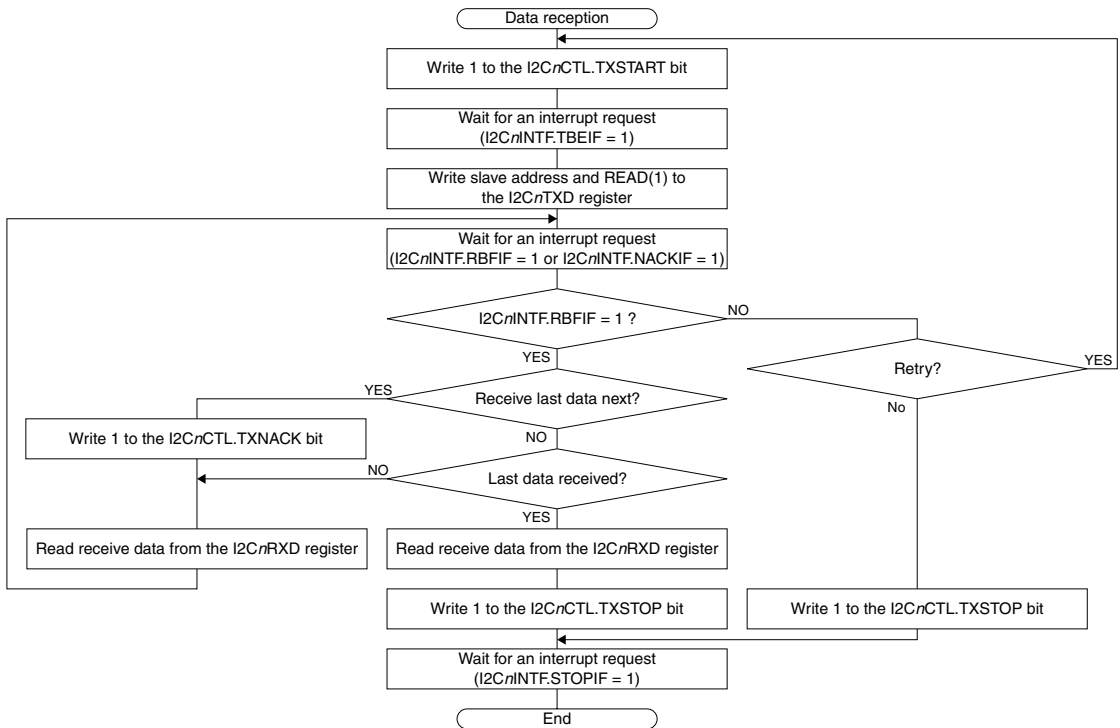 Data reception
Write 1 to the I2CnCTL.TXSTART bit
Wait for an interrupt request
(I2CnINTF.TBEIF = 1)
Write slave address and READ(1) to
the I2CnTXD register
Wait for an interrupt request
(I2CnINTF.RBFIF = 1 or I2CnINTF.NACKIF = 1)
I2CnINTF.RBFIF = 1 ?
NO
YES
Retry?
YES
No
YES
Receive last data next?
Write 1 to the I2CnCTL.TXNACK bit
NO
NO
Last data received?
YES
Read receive data from the I2CnRXD register
Read receive data from the I2CnRXD register
Write 1 to the I2CnCTL.TXSTOP bit
Write 1 to the I2CnCTL.TXSTOP bit
Wait for an interrupt request
(I2CnINTF.STOPIF = 1)
End